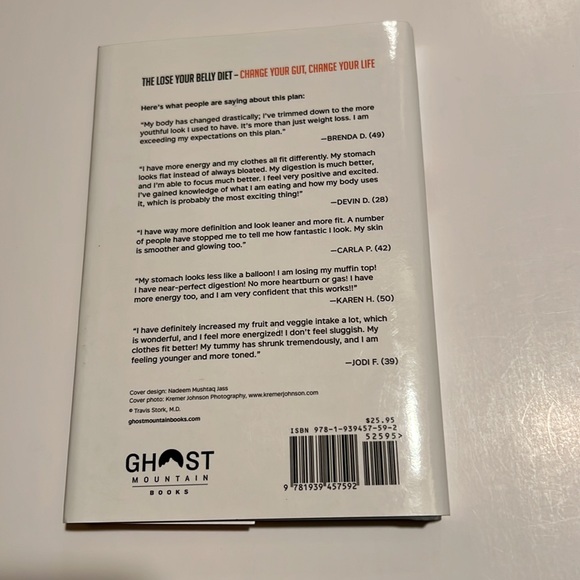 THE LOSE YOUR BELLY DIET – CHANGE YOUR GUT, CHANGE YOUR LIFE
Here's what people are saying about this plan:
"My body has changed drastically; I've trimmed down to the more
youthful look I used to have. It's more than just weight loss. I am
exceeding my expectations on this plan."
—BRENDA D. (49)
"I have more energy and my clothes all fit differently. My stomach
looks flat instead of always bloated. My digestion is much better,
and I'm able to focus much better. I feel very positive and excited.
I've gained knowledge of what I am eating and how my body uses
it, which is probably the most exciting thing!"
—DEVIN D. (28)
"I have way more definition and look leaner and more fit. A number
of people have stopped me to tell me how fantastic I look. My skin
is smoother and glowing too."
—CARLA P. (42)
"My stomach looks less like a balloon! I am losing my muffin top!
I have near-perfect digestion! No more heartburn or gas! I have
more energy too, and I am very confident that this works!!"
—KAREN H. (50)
"I have definitely increased my fruit and veggie intake a lot, which
is wonderful, and I feel more energized! I don't feel sluggish. My
clothes fit better! My tummy has shrunk tremendously, and I am
feeling younger and more toned."
—JODI F. (39)
Cover design: Nadeem Mushtaq Jass
Cover photo: Kremer Johnson Photography, www.kremerjohnson.com
© Travis Stork, M.D.
ghostmountainbooks.com
GHOST
MOUNTAIN
BOOKS
$25.95
ISBN 978-1-939457-59-2
52595>
9 781939 457592